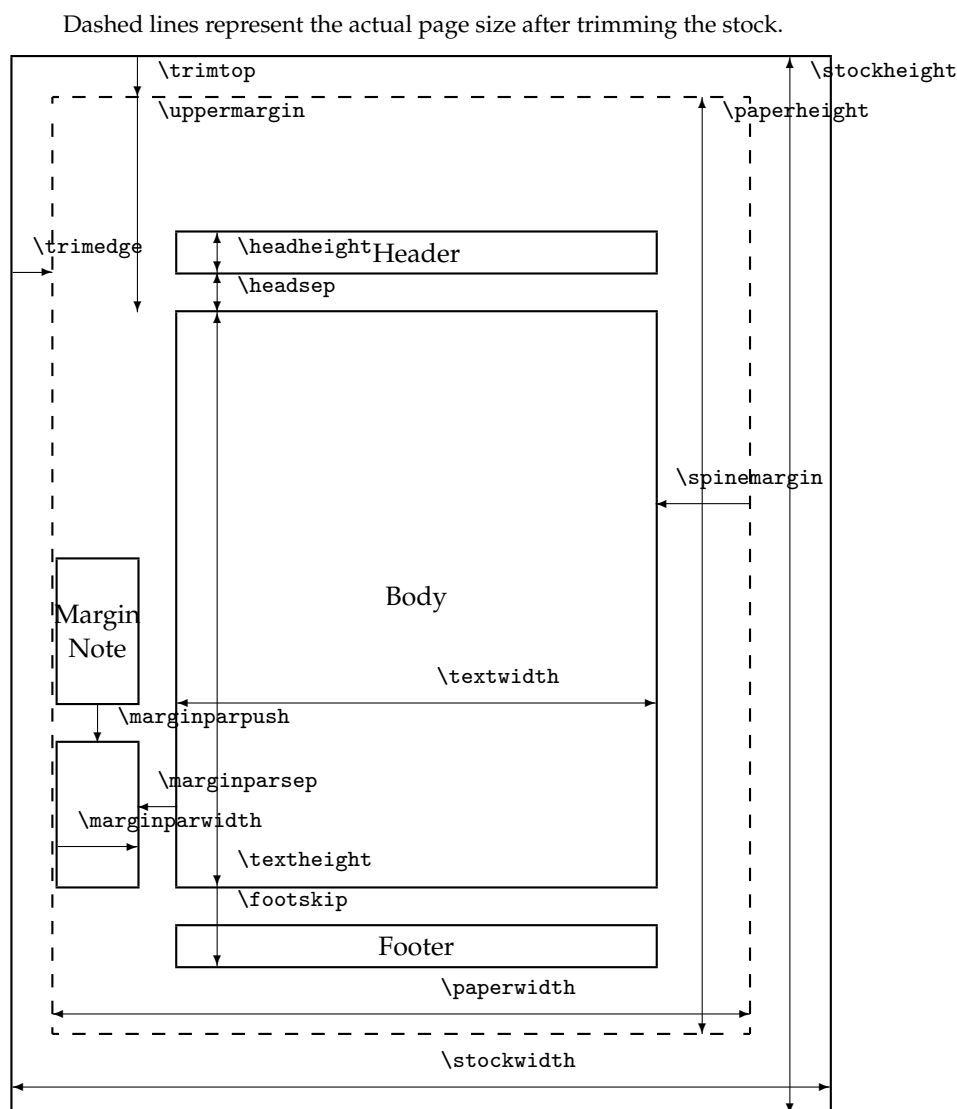 Dashed lines represent the actual page size after trimming the stock.
\trimtop
\stockheight
\uppermargin
\paperheight
\trimedge
\headheight
Header
\headsep
\spinemargin
Body
Margin
Note
\textwidth
\marginparpush
\marginparsep
\marginparwidth
\textheight
\footskip
Footer
\paperwidth
\stockwidth